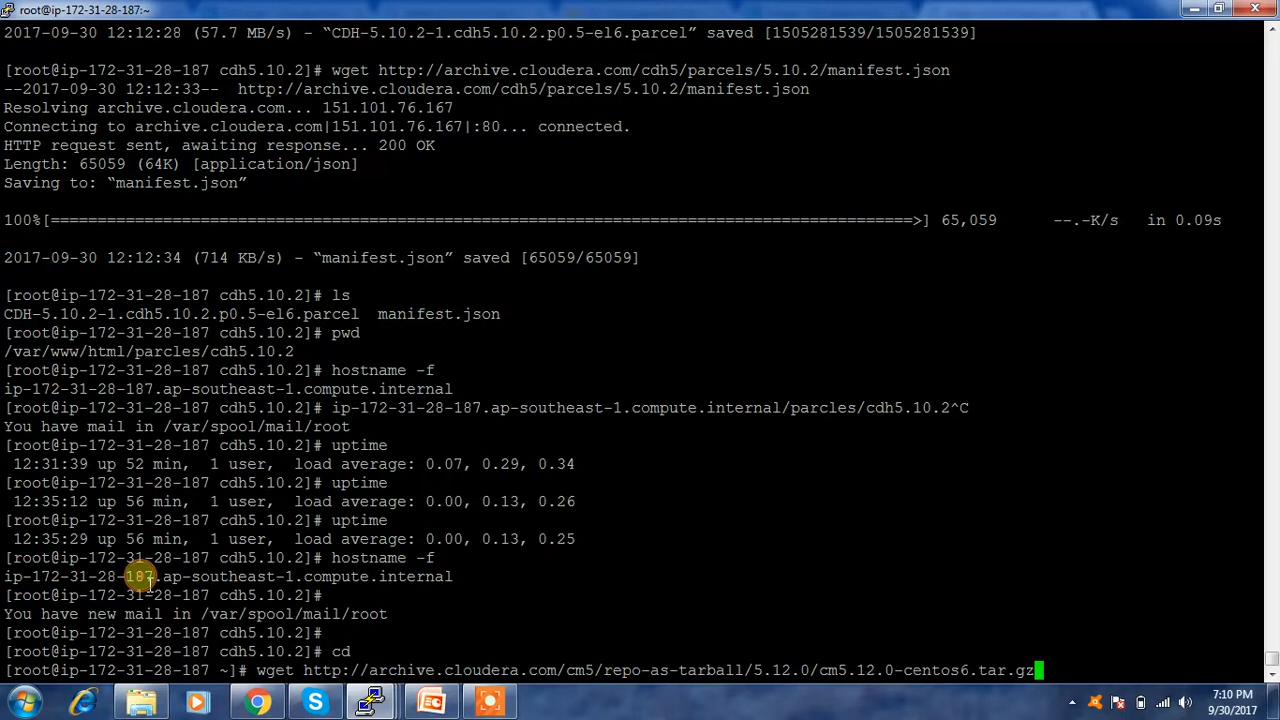 root@ip-172-31-28-187:~
2017-09-30 12:12:28 (57.7 MB/s) - “CDH-5.10.2-1.cdh5.10.2.p0.5-el6.parcel” saved [1505281539/1505281539]
[root@ip-172-31-28-187 cdh5.10.2]# wget http://archive.cloudera.com/cdh5/parcels/5.10.2/manifest.json
--2017-09-30 12:12:33--  http://archive.cloudera.com/cdh5/parcels/5.10.2/manifest.json
Resolving archive.cloudera.com... 151.101.76.167
Connecting to archive.cloudera.com|151.101.76.167|:80... connected.
HTTP request sent, awaiting response... 200 OK
Length: 65059 (64K) [application/json]
Saving to: “manifest.json”
100%[============================================================================================>] 65,059      --.-K/s   in 0.09s
2017-09-30 12:12:34 (714 KB/s) - “manifest.json” saved [65059/65059]
[root@ip-172-31-28-187 cdh5.10.2]# ls
CDH-5.10.2-1.cdh5.10.2.p0.5-el6.parcel  manifest.json
[root@ip-172-31-28-187 cdh5.10.2]# pwd
/var/www/html/parcles/cdh5.10.2
[root@ip-172-31-28-187 cdh5.10.2]# hostname -f
ip-172-31-28-187.ap-southeast-1.compute.internal
[root@ip-172-31-28-187 cdh5.10.2]# ip-172-31-28-187.ap-southeast-1.compute.internal/parcles/cdh5.10.2^C
You have mail in /var/spool/mail/root
[root@ip-172-31-28-187 cdh5.10.2]# uptime
 12:31:39 up 52 min,  1 user,  load average: 0.07, 0.29, 0.34
[root@ip-172-31-28-187 cdh5.10.2]# uptime
 12:35:12 up 56 min,  1 user,  load average: 0.00, 0.13, 0.26
[root@ip-172-31-28-187 cdh5.10.2]# uptime
 12:35:29 up 56 min,  1 user,  load average: 0.00, 0.13, 0.25
[root@ip-172-31-28-187 cdh5.10.2]# hostname -f
ip-172-31-28-187.ap-southeast-1.compute.internal
[root@ip-172-31-28-187 cdh5.10.2]#
You have new mail in /var/spool/mail/root
[root@ip-172-31-28-187 cdh5.10.2]#
[root@ip-172-31-28-187 cdh5.10.2]# cd
[root@ip-172-31-28-187 ~]# wget http://archive.cloudera.com/cm5/repo-as-tarball/5.12.0/cm5.12.0-centos6.tar.gz
7:10 PM
9/30/2017